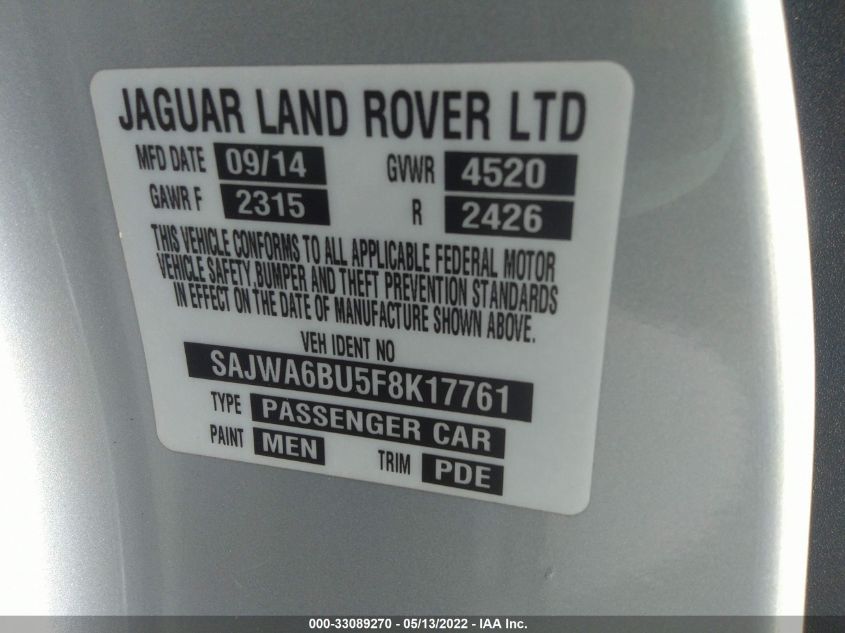 JAGUAR LAND ROVER LTD
MFD DATE 09/14 GVWR 4520
GAWR F 2315 R 2426
THIS VEHICLE CONFORMS TO ALL APPLICABLE FEDERAL MOTOR
VEHICLE SAFETY, BUMPER AND THEFT PREVENTION STANDARDS
IN EFFECT ON THE DATE OF MANUFACTURE SHOWN ABOVE.
VEH IDENT NO
SAJWA6BU5F8K17761
TYPE PASSENGER CAR
PAINT MEN TRIM PDE
000-33089270 - 05/13/2022 - IAA Inc.